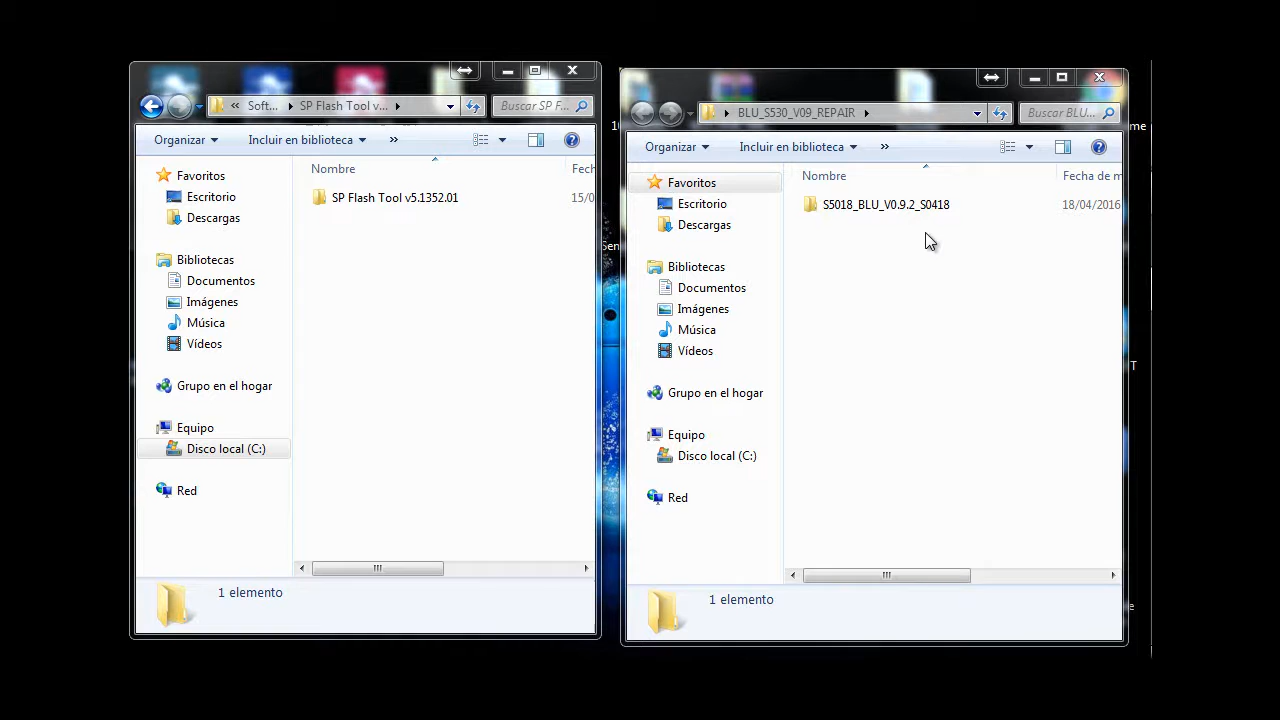 Soft...
SP Flash Tool v...
Buscar SP F...
Organizar
Incluir en biblioteca
»
Nombre
Fech
Favoritos
Escritorio
Descargas
SP Flash Tool v5.1352.01
15/0
Bibliotecas
Documentos
Imágenes
Música
Vídeos
Grupo en el hogar
Equipo
Disco local (C:)
Red
1 elemento
BLU_S530_V09_REPAIR
Buscar BLU...
Organizar
Incluir en biblioteca
»
Nombre
Fecha de m
Favoritos
Escritorio
Descargas
S5018_BLU_V0.9.2_S0418
18/04/2016
Bibliotecas
Documentos
Imágenes
Música
Vídeos
Grupo en el hogar
Equipo
Disco local (C:)
Red
1 elemento